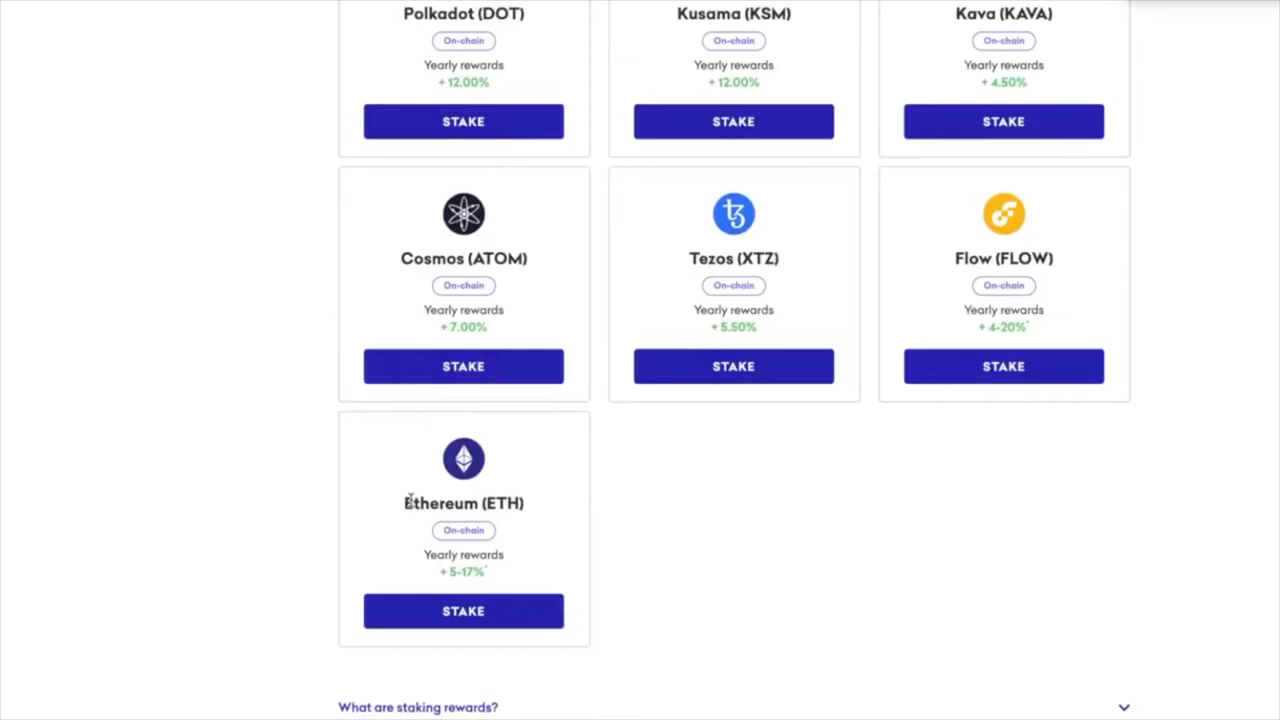 Polkadot (DOT)
Kusama (KSM)
Kava (KAVA)
On-chain
On-chain
On-chain
Yearly rewards
Yearly rewards
Yearly rewards
+ 12.00%
+ 12.00%
+ 4.50%
STAKE
STAKE
STAKE
Cosmos (ATOM)
Tezos (XTZ)
Flow (FLOW)
On-chain
On-chain
On-chain
Yearly rewards
Yearly rewards
Yearly rewards
+ 7.00%
+ 5.50%
+ 4-20%*
STAKE
STAKE
STAKE
Ethereum (ETH)
On-chain
Yearly rewards
+ 5-17%*
STAKE
What are staking rewards?